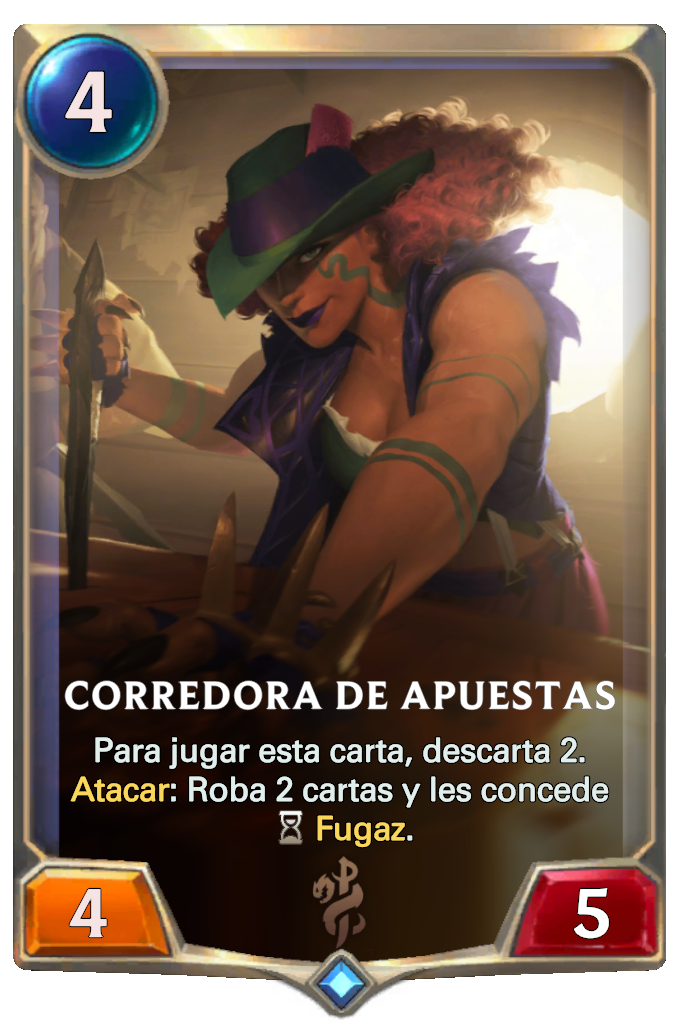 4
CORREDORA DE APUESTAS
Para jugar esta carta, descarta 2.
Atacar: Roba 2 cartas y les concede
Fugaz.
4
5